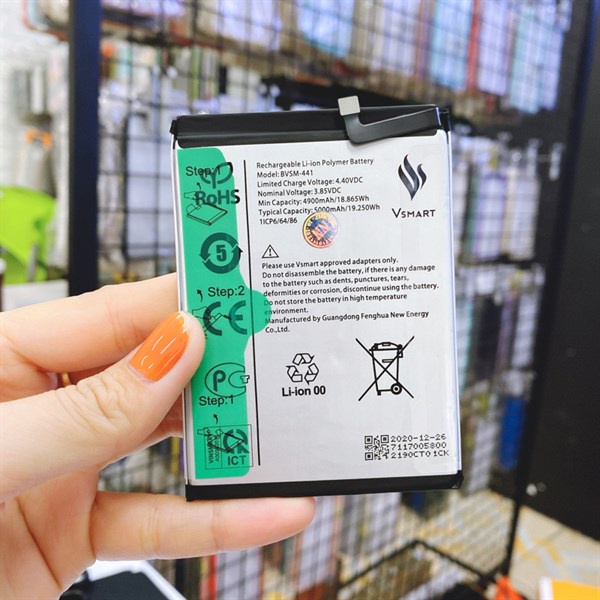 Rechargeable Li-ion Polymer Battery
Model: BVSM-441
Limited Charge Voltage: 4.40VDC
Nominal Voltage: 3.85VDC
Min Capacity: 4900mAh/18.865Wh
Typical Capacity: 5000mAh/19.250Wh
1ICP6/64/86
VSMART
Step:1
RoHS
5
Step:2
CE
Step:1
ICT
Please use Vsmart approved adapters only.
Do not disassemble the battery, if there is any damage
to the battery such as dents, punctures, tears,
deformities or corrosion, discontinue using the battery.
Do not store the battery in high temperature
environment.
Manufactured by Guangdong Fenghua New Energy
Co.,Ltd.
Li-ion 00
2020-12-26
7117005800
2190CT01CK